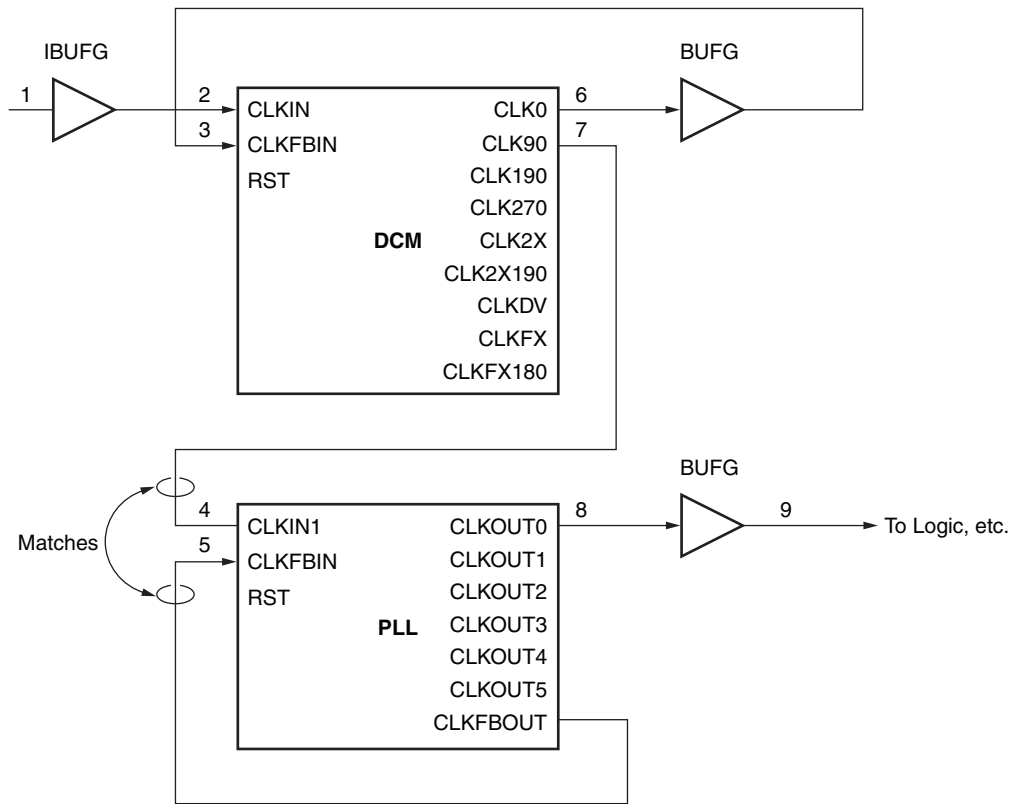 IBUFG
BUFG
1
2
CLKIN
CLK0
6
3
CLKFBIN
CLK90
7
RST
CLK190
CLK270
DCM
CLK2X
CLK2X190
CLKDV
CLKFX
CLKFX180
BUFG
4
CLKIN1
CLKOUT0
8
9
To Logic, etc.
Matches
5
CLKFBIN
CLKOUT1
RST
CLKOUT2
PLL
CLKOUT3
CLKOUT4
CLKOUT5
CLKFBOUT